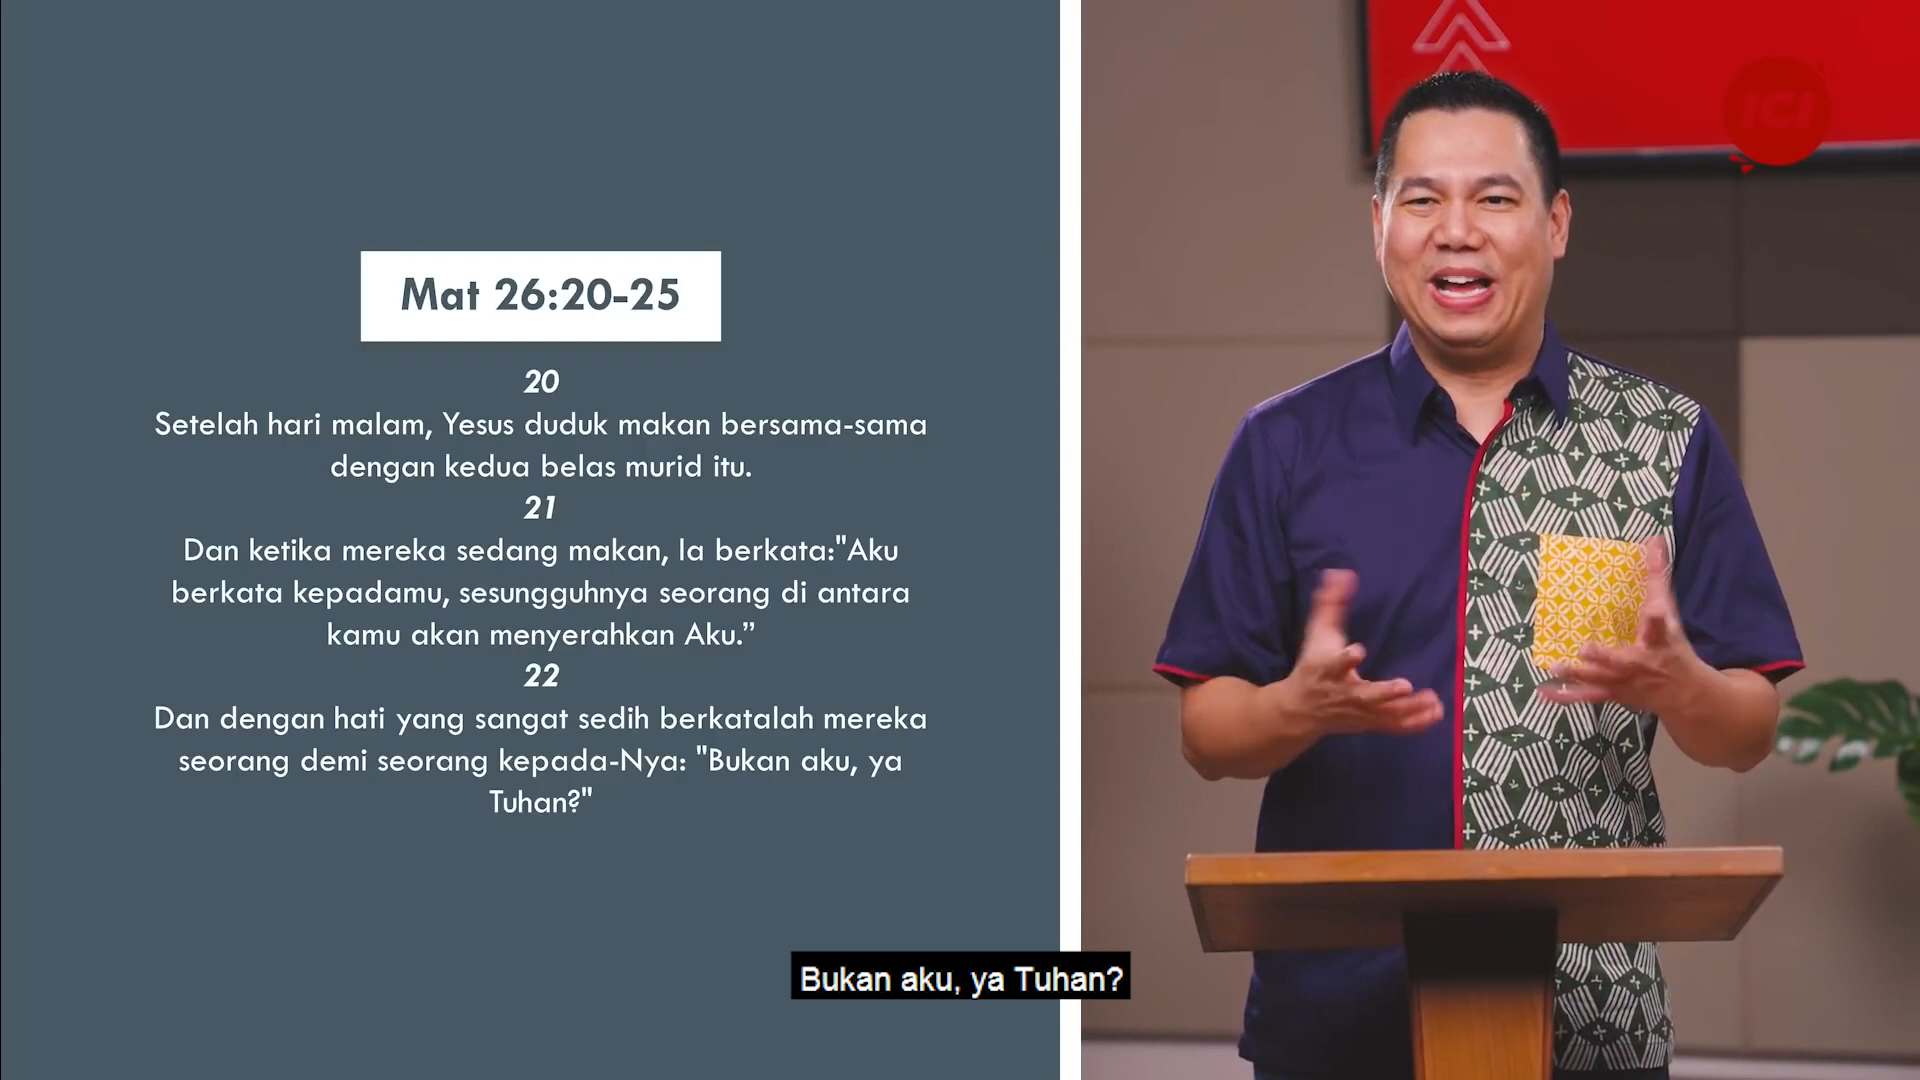 Mat 26:20-25
20
Setelah hari malam, Yesus duduk makan bersama-sama
dengan kedua belas murid itu.
21
Dan ketika mereka sedang makan, Ia berkata:"Aku
berkata kepadamu, sesungguhnya seorang di antara
kamu akan menyerahkan Aku.”
22
Dan dengan hati yang sangat sedih berkatalah mereka
seorang demi seorang kepada-Nya: "Bukan aku, ya
Tuhan?"
ICI
Bukan aku, ya Tuhan?